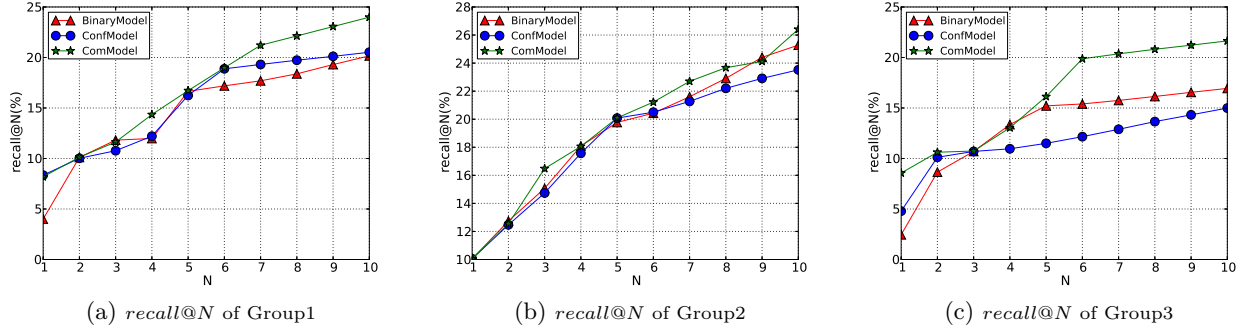 25
20
15
10
5
0
recall@N(%)
BinaryModel
ConfModel
ComModel
1 2 3 4 5 6 7 8 9 10
N
(a) recall@N of Group1
28
26
24
22
20
18
16
14
12
10
recall@N(%)
BinaryModel
ConfModel
ComModel
1 2 3 4 5 6 7 8 9 10
N
(b) recall@N of Group2
25
20
15
10
5
0
recall@N(%)
BinaryModel
ConfModel
ComModel
1 2 3 4 5 6 7 8 9 10
N
(c) recall@N of Group3